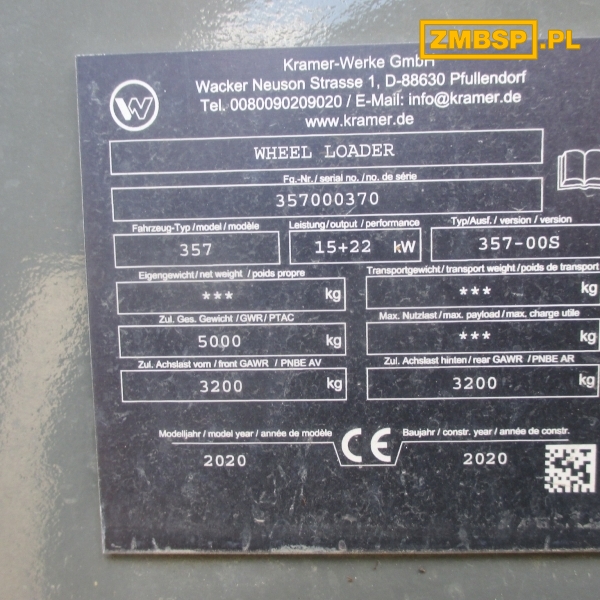 ZMBSP.PL
Kramer-Werke GmbH
Wacker Neuson Strasse 1, D-88630 Pfullendorf
Tel. 0080090209020 / E-Mail: info@kramer.de
www.kramer.de
W
WHEEL LOADER
Fg.-Nr./ serial no./ no. de série
357000370
Fahrzeug-Typ / model / modèle Leistung / output / performance Typ/Ausf. / version / version
357 15+22 kW 357-00S
Eigengewicht / net weight / poids propre Transportgewicht / transport weight / poids de transport
*** kg *** kg
Zul. Ges. Gewicht / GWR / PTAC Max. Nutzlast / max. payload / max. charge utile
5000 kg *** kg
Zul. Achslast vorn / front GAWR / PNBE AV Zul. Achslast hinten / rear GAWR / PNBE AR
3200 kg 3200 kg
Modelljahr / model year / année de modèle CE Baujahr / constr. year / année de constr.
2020 2020